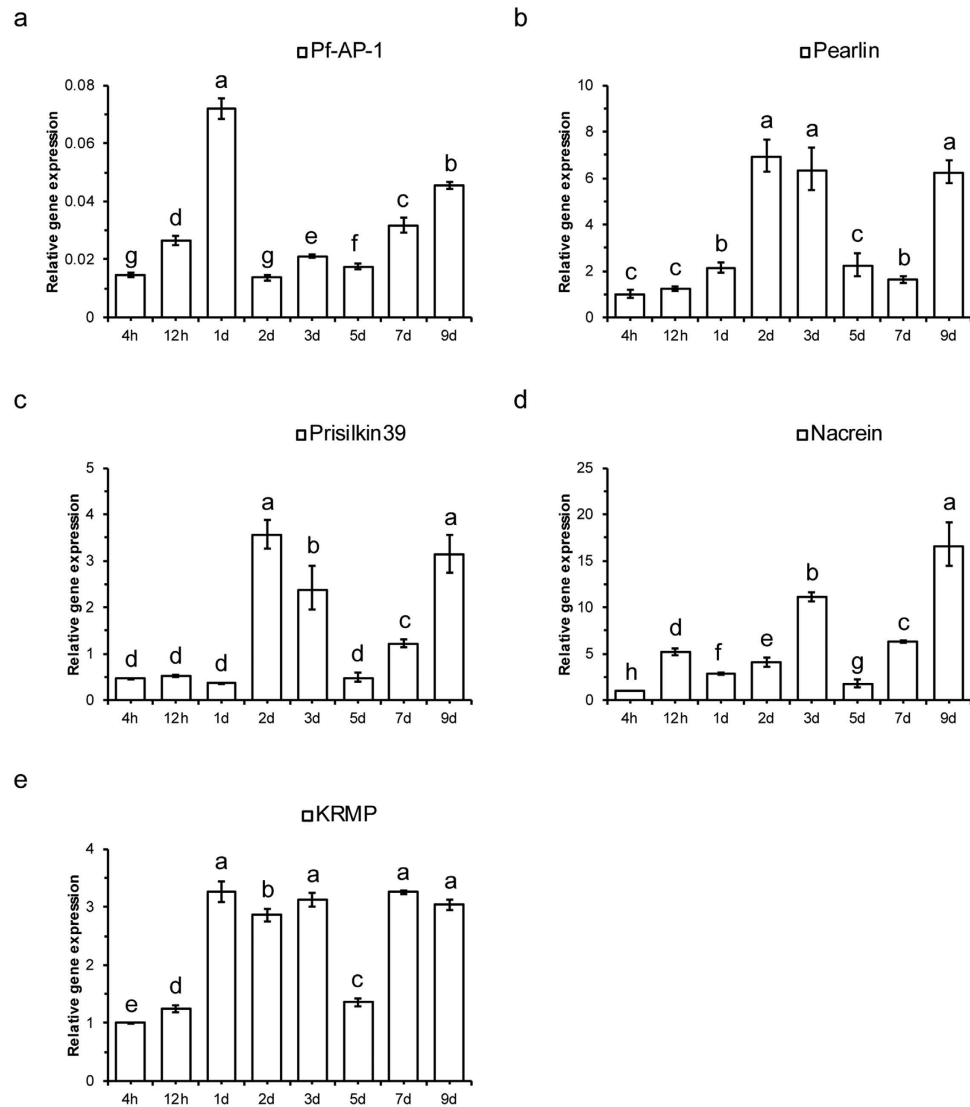 a
Pf-AP-1
Relative gene expression
0.08
0.06
0.04
0.02
0
g
d
a
g
e
f
c
b
4h 12h 1d 2d 3d 5d 7d 9d
b
Pearlin
Relative gene expression
10
8
6
4
2
0
c
c
b
a
a
c
b
a
4h 12h 1d 2d 3d 5d 7d 9d
c
Prisilkin39
Relative gene expression
5
4
3
2
1
0
d
d
d
a
b
d
c
a
4h 12h 1d 2d 3d 5d 7d 9d
d
Nacrein
Relative gene expression
25
20
15
10
5
0
h
d
f
e
b
g
c
a
4h 12h 1d 2d 3d 5d 7d 9d
e
KRMP
Relative gene expression
4
3
2
1
0
e
d
a
b
a
c
a
a
4h 12h 1d 2d 3d 5d 7d 9d